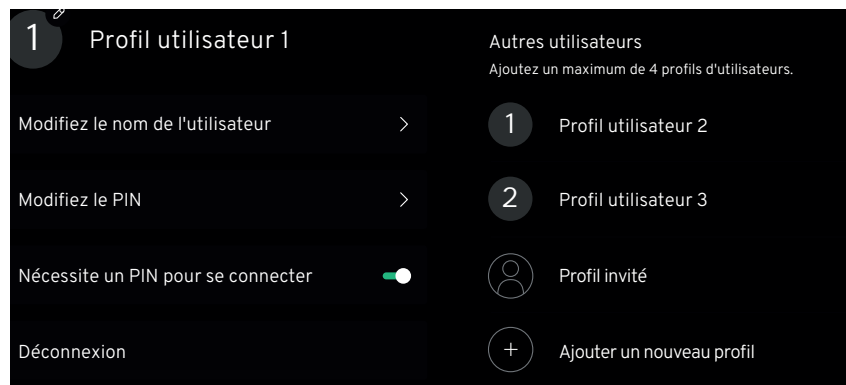 1
Profil utilisateur 1
Modifiez le nom de l'utilisateur
Modifiez le PIN
Nécessite un PIN pour se connecter
Déconnexion
Autres utilisateurs
Ajoutez un maximum de 4 profils d'utilisateurs.
1
Profil utilisateur 2
2
Profil utilisateur 3
Profil invité
Ajouter un nouveau profil